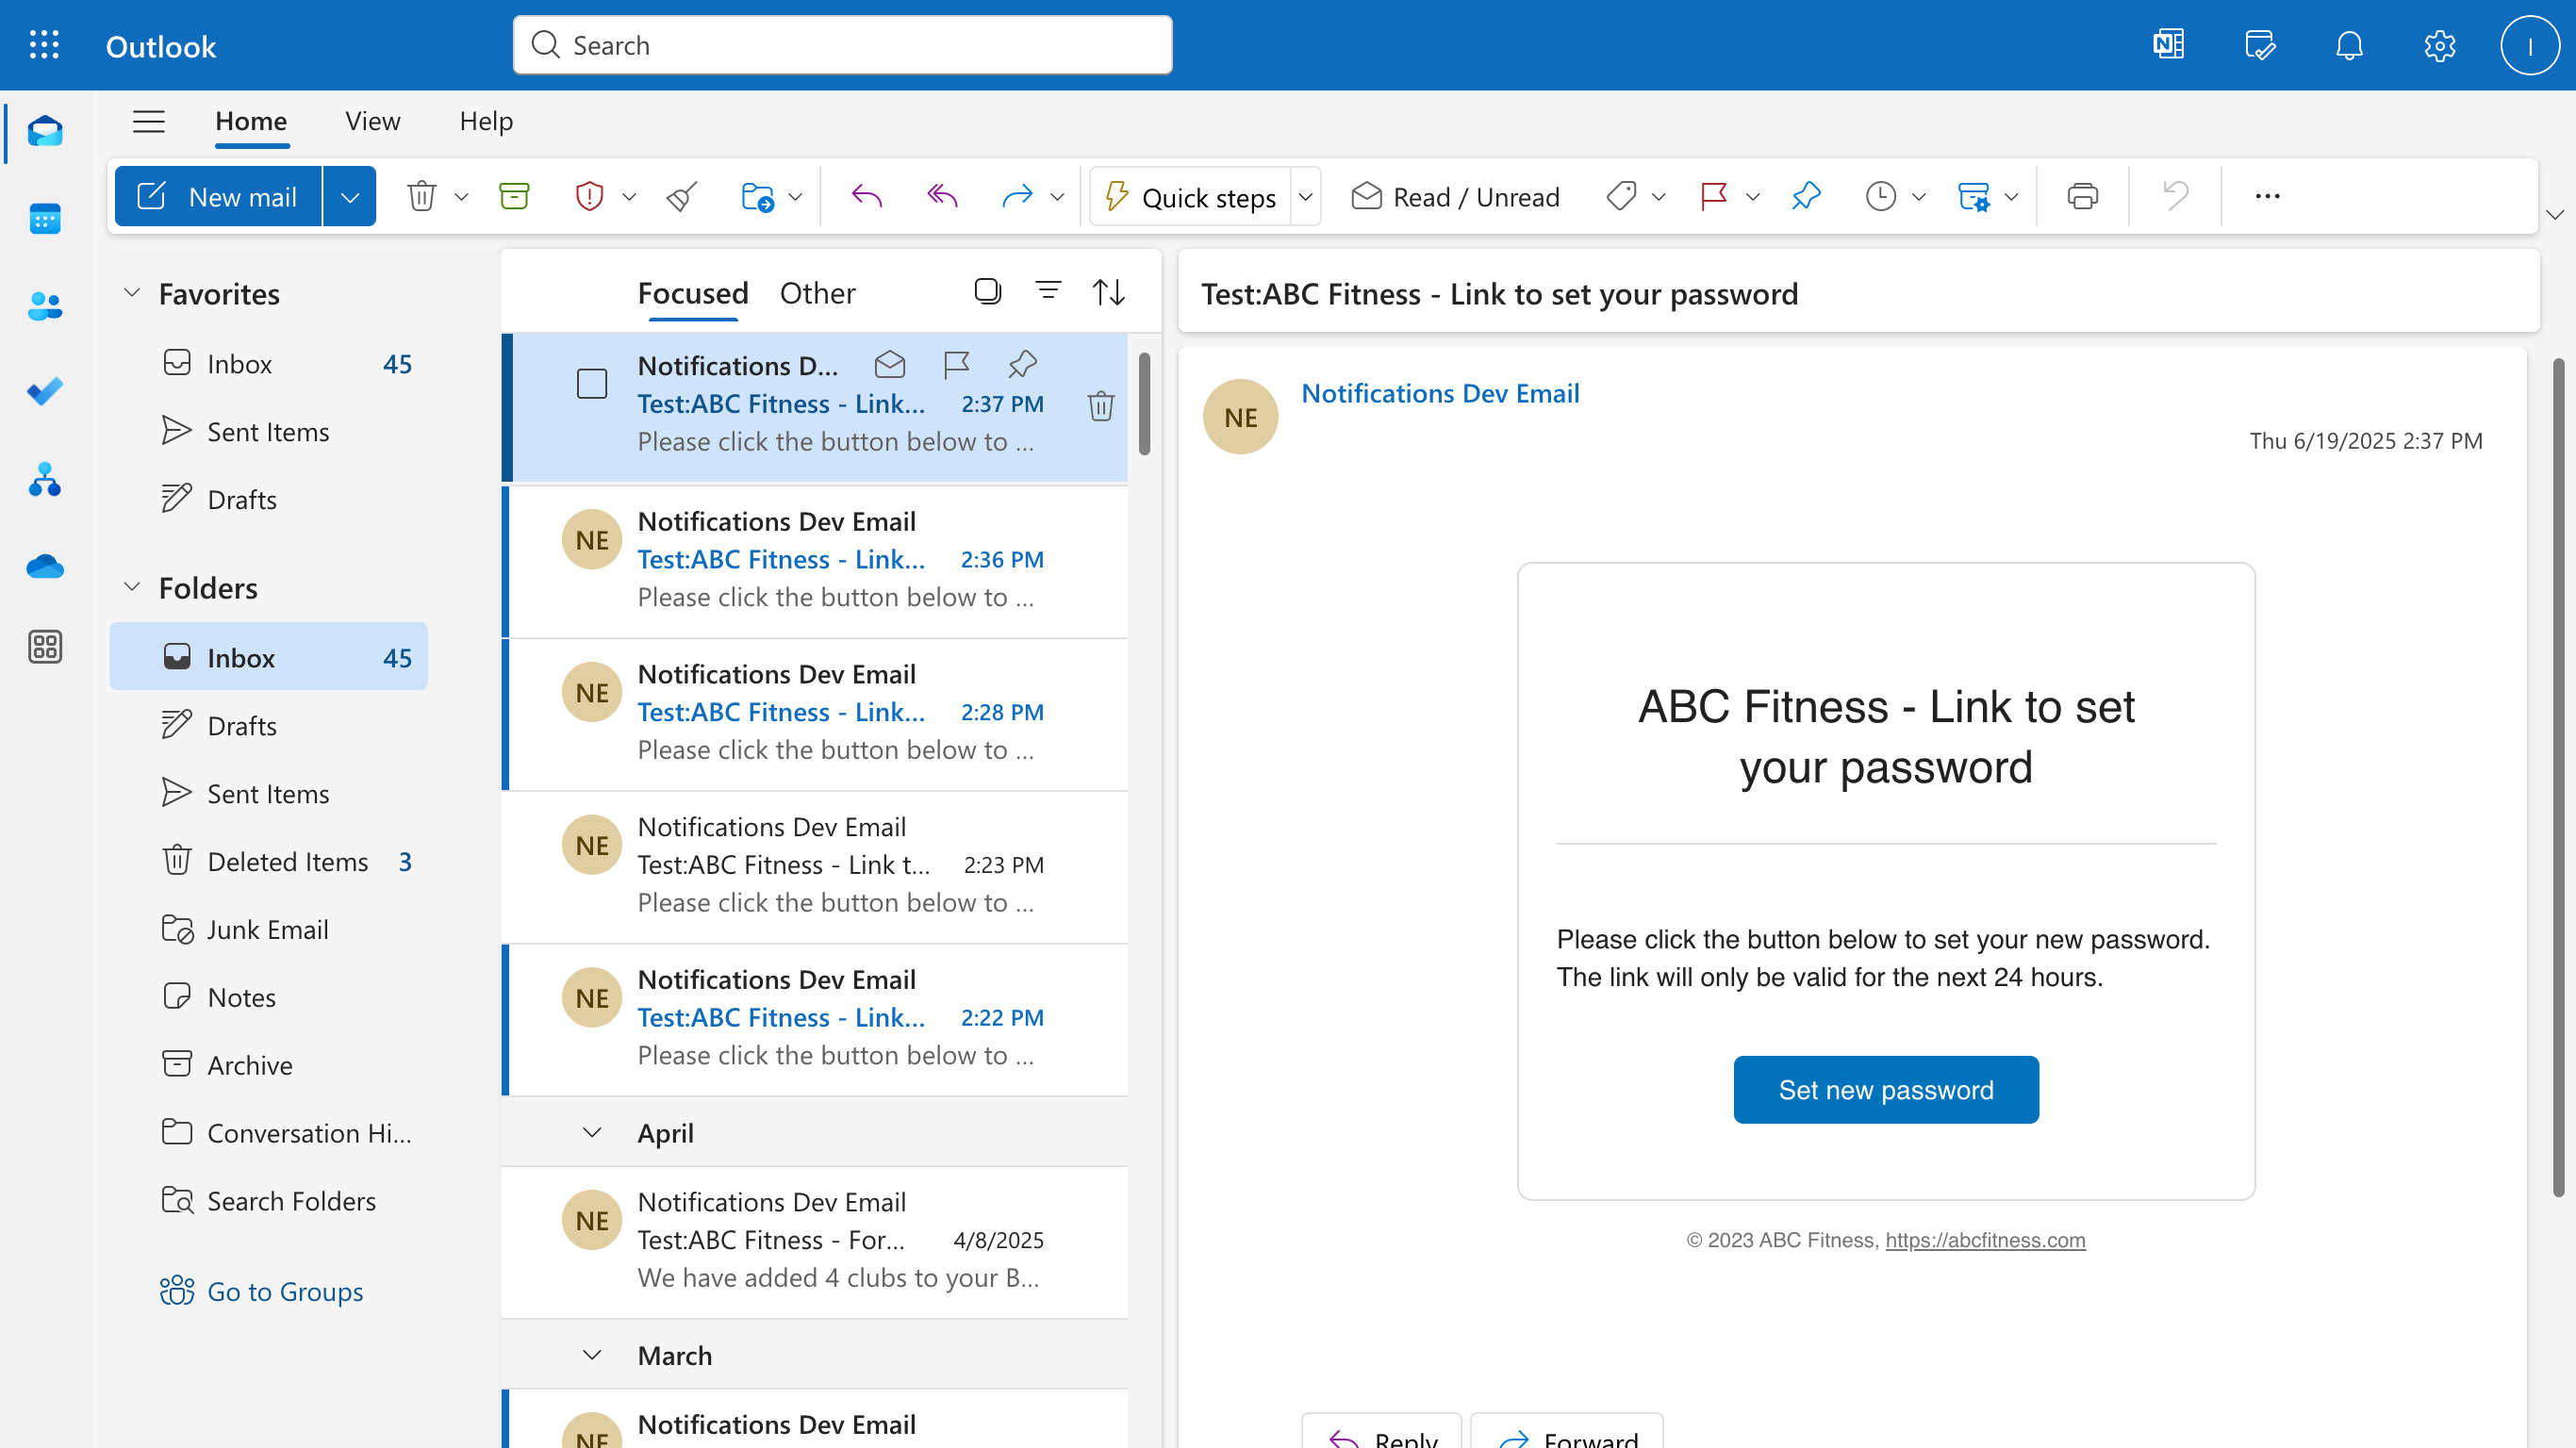 Outlook
Search
I
Home
View
Help
New mail
Quick steps
Read / Unread
Favorites
Inbox 45
Sent Items
Drafts
Folders
Inbox 45
Drafts
Sent Items
Deleted Items 3
Junk Email
Notes
Archive
Conversation Hi...
Search Folders
Go to Groups
Focused
Other
Notifications D...
Test:ABC Fitness - Link... 2:37 PM
Please click the button below to ...
NE
Notifications Dev Email
Test:ABC Fitness - Link... 2:36 PM
Please click the button below to ...
NE
Notifications Dev Email
Test:ABC Fitness - Link... 2:28 PM
Please click the button below to ...
NE
Notifications Dev Email
Test:ABC Fitness - Link t... 2:23 PM
Please click the button below to ...
NE
Notifications Dev Email
Test:ABC Fitness - Link... 2:22 PM
Please click the button below to ...
April
NE
Notifications Dev Email
Test:ABC Fitness - For... 4/8/2025
We have added 4 clubs to your B...
March
NE
Notifications Dev Email
Test:ABC Fitness - Link to set your password
NE
Notifications Dev Email
Thu 6/19/2025 2:37 PM
ABC Fitness - Link to set
your password
Please click the button below to set your new password.
The link will only be valid for the next 24 hours.
Set new password
© 2023 ABC Fitness, https://abcfitness.com
Reply
Forward